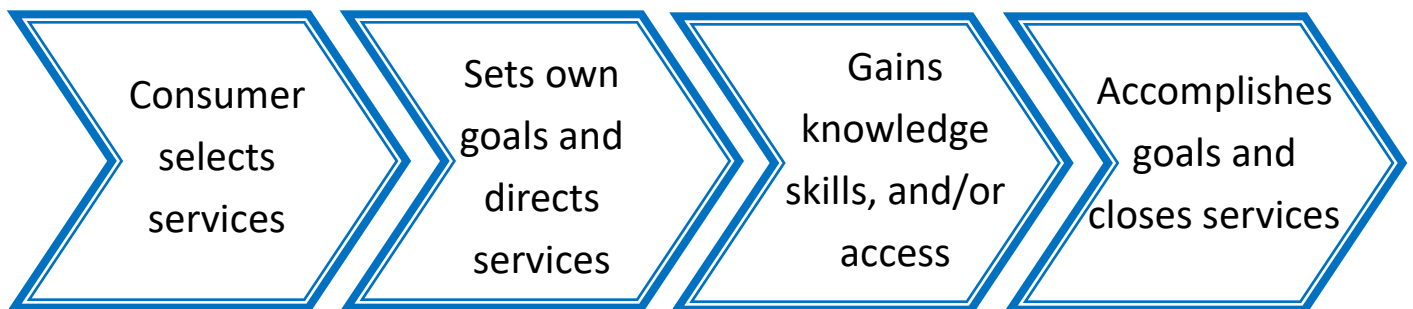 Consumer
selects
services
Sets own
goals and
directs
services
Gains
knowledge
skills, and/or
access
Accomplishes
goals and
closes services